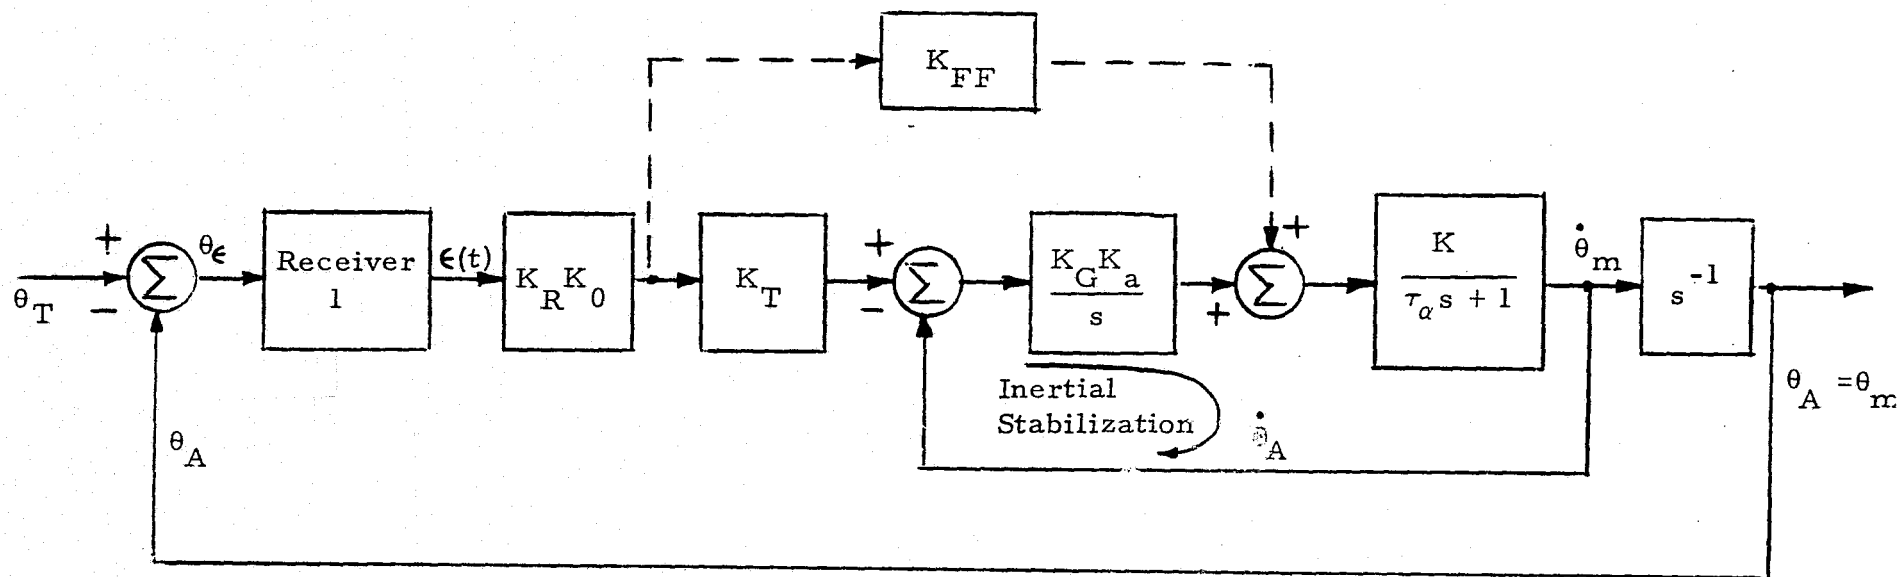 K_FF
+
θ_T
−
θ_ϵ
Receiver
1
ϵ(t)
K_R K_0
K_T
+
−
K_G K_a
s
+
+
K
τ_α s + 1
θ̇_m
s^-1
θ_A = θ_m
Inertial
Stabilization
θ̇_A
θ_A